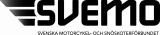 SVEMO
SVENSKA MOTORCYKEL- OCH SNÖSKOTERFÖRBUNDET